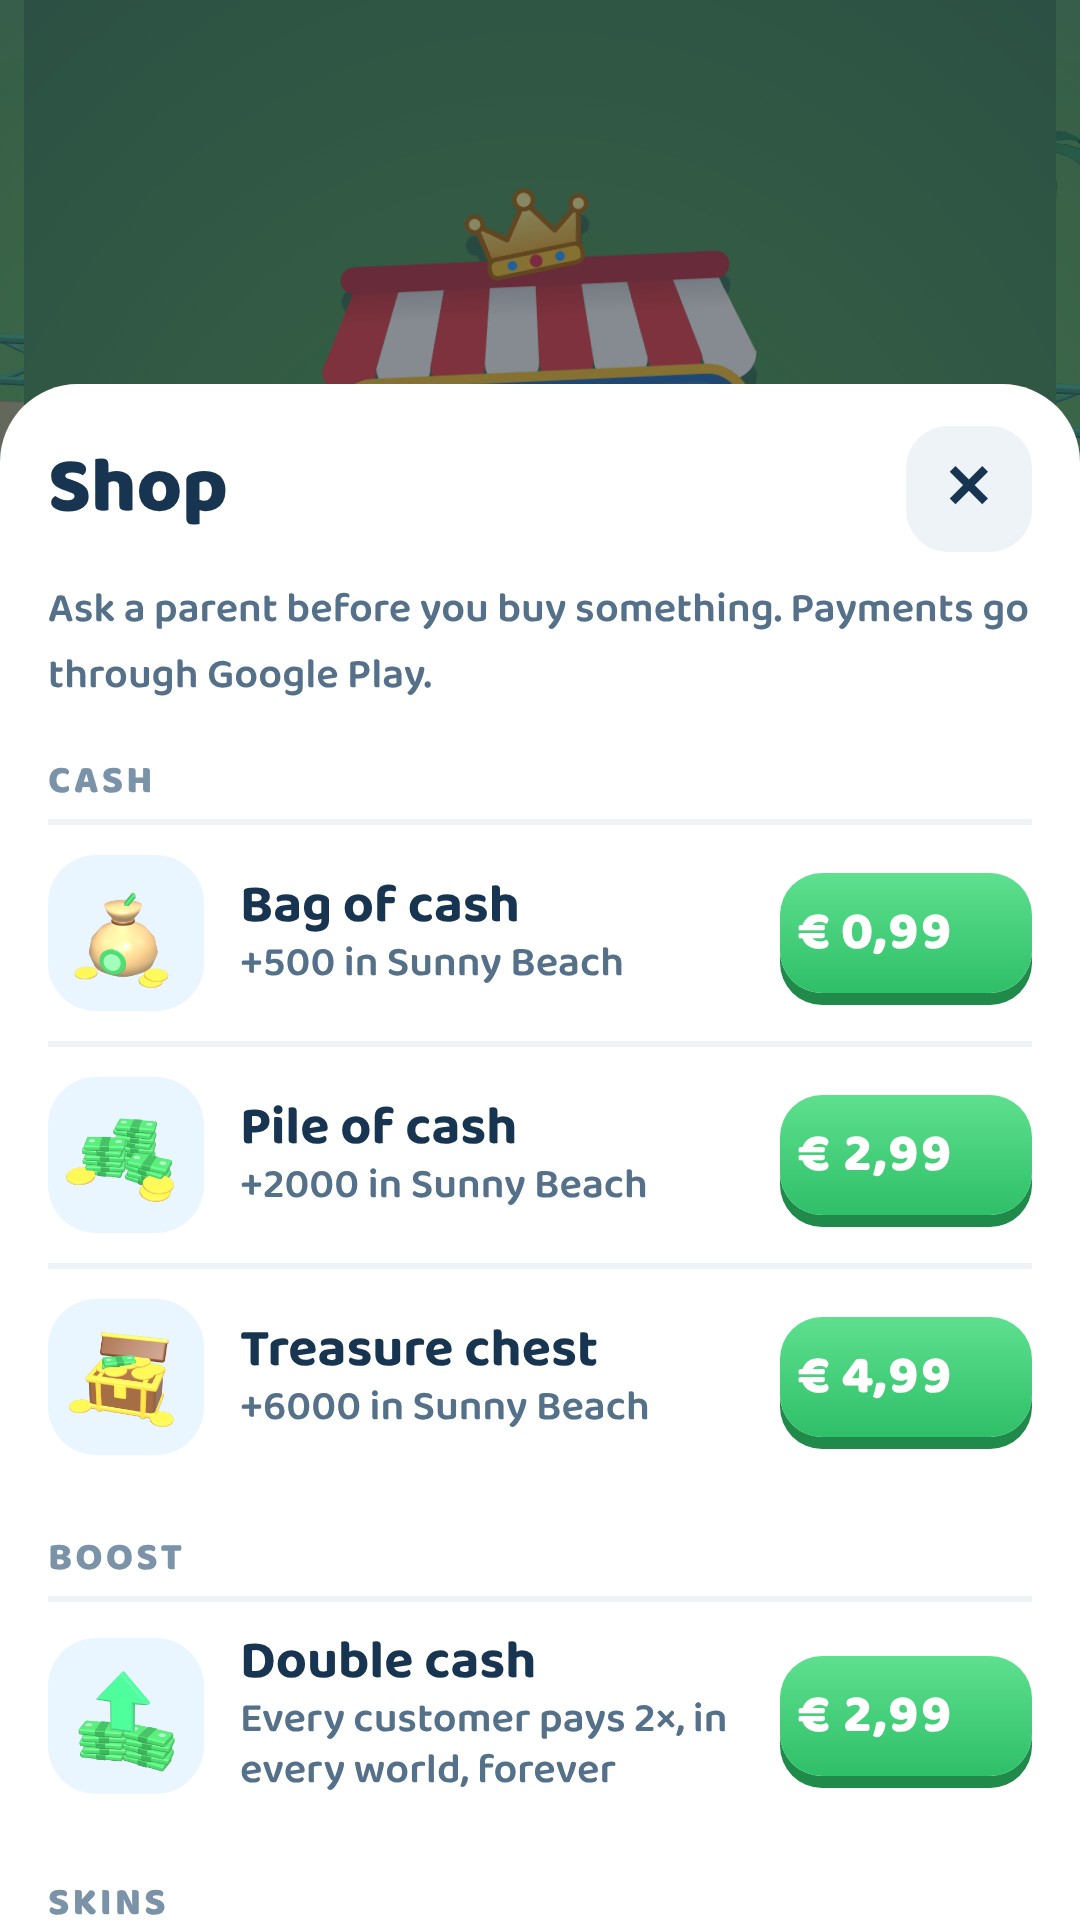 Shop
Ask a parent before you buy something. Payments go
through Google Play.
CASH
Bag of cash
+500 in Sunny Beach
€ 0,99
Pile of cash
+2000 in Sunny Beach
€ 2,99
Treasure chest
+6000 in Sunny Beach
€ 4,99
BOOST
Double cash
Every customer pays 2×, in
every world, forever
€ 2,99
SKINS